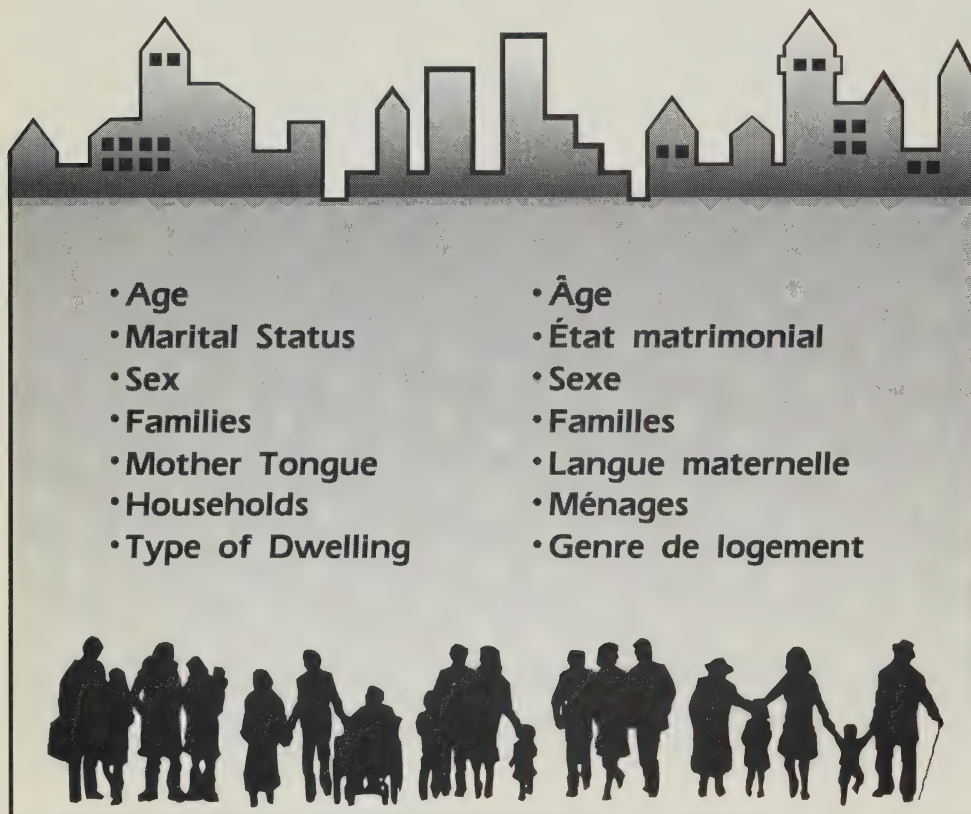 • Age
• Marital Status
• Sex
• Families
• Mother Tongue
• Households
• Type of Dwelling
• Âge
• État matrimonial
• Sexe
• Familles
• Langue maternelle
• Ménages
• Genre de logement